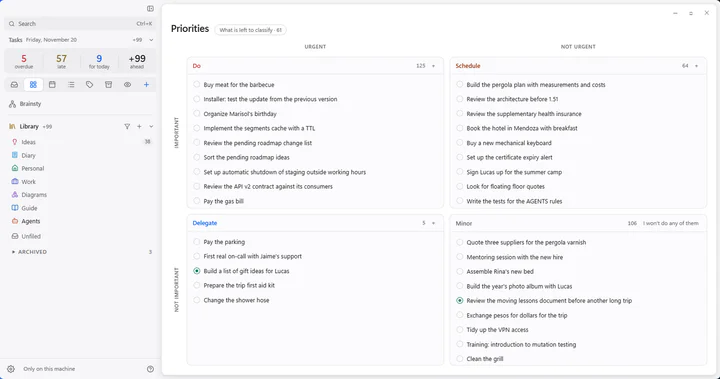 Search Ctrl+K
Tasks Friday, November 20 +99
5 57 9 +99
overdue late for today ahead
Brainsty
Library +99
Ideas 38
Diary
Personal
Work
Diagrams
Guide
Agents
Unfiled
ARCHIVED 3
Only on this machine
Priorities What is left to classify · 61
URGENT NOT URGENT
IMPORTANT
Do 125 +
Buy meat for the barbecue
Installer: test the update from the previous version
Organize Marisol's birthday
Implement the segments cache with a TTL
Review the pending roadmap change list
Sort the pending roadmap ideas
Set up automatic shutdown of staging outside working hours
Review the API v2 contract against its consumers
Pay the gas bill
Schedule 64 +
Build the pergola plan with measurements and costs
Review the architecture before 1.51
Review the supplementary health insurance
Book the hotel in Mendoza with breakfast
Buy a new mechanical keyboard
Set up the certificate expiry alert
Sign Lucas up for the summer camp
Look for floating floor quotes
Write the tests for the AGENTS rules
NOT IMPORTANT
Delegate 5 +
Pay the parking
First real on-call with Jaime's support
Build a list of gift ideas for Lucas
Prepare the trip first aid kit
Change the shower hose
Minor 106 I won't do any of them
Quote three suppliers for the pergola varnish
Mentoring session with the new hire
Assemble Rina's new bed
Build the year's photo album with Lucas
Review the moving lessons document before another long trip
Exchange pesos for dollars for the trip
Tidy up the VPN access
Training: introduction to mutation testing
Clean the grill